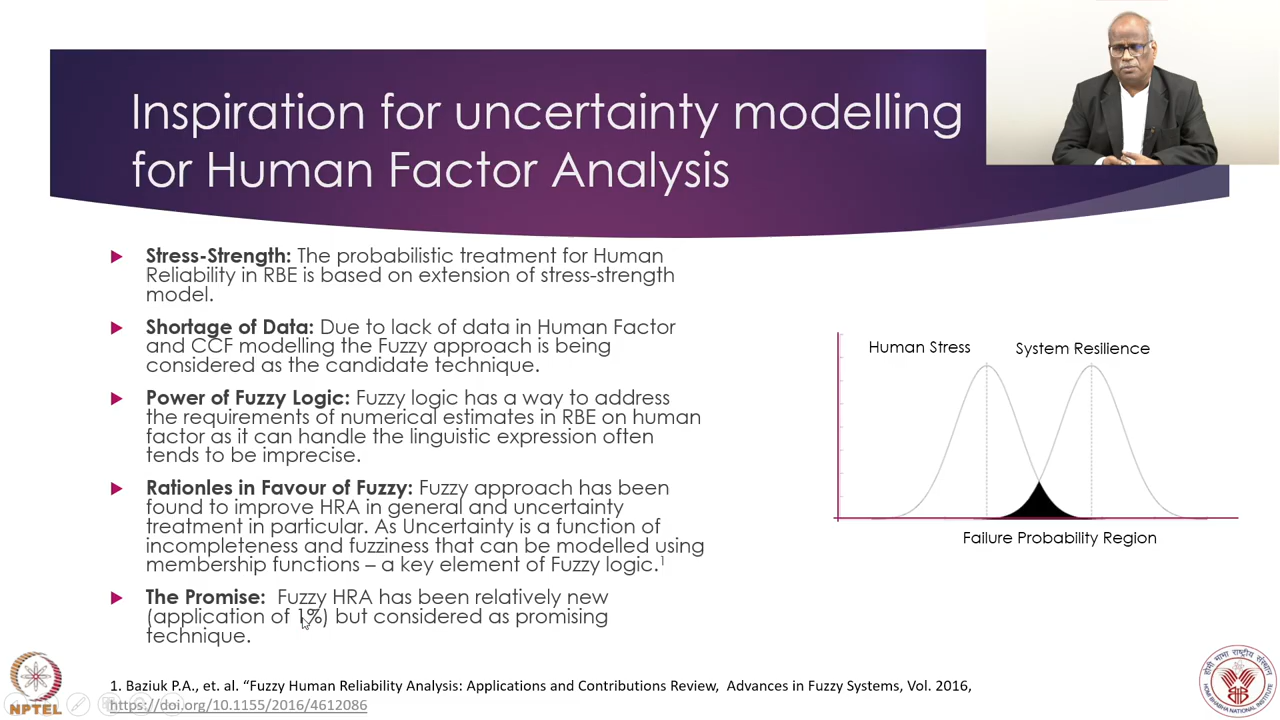 Inspiration for uncertainty modelling
for Human Factor Analysis
Stress-Strength: The probabilistic treatment for Human
Reliability in RBE is based on extension of stress-strength
model.
Shortage of Data: Due to lack of data in Human Factor
and CCF modelling the Fuzzy approach is being
considered as the candidate technique.
Power of Fuzzy Logic: Fuzzy logic has a way to address
the requirements of numerical estimates in RBE on human
factor as it can handle the linguistic expression often
tends to be imprecise.
Rationles in Favour of Fuzzy: Fuzzy approach has been
found to improve HRA in general and uncertainty
treatment in particular. As Uncertainty is a function of
incompleteness and fuzziness that can be modelled using
membership functions – a key element of Fuzzy logic.1
The Promise: Fuzzy HRA has been relatively new
(application of 1%) but considered as promising
technique.
Human Stress
System Resilience
Failure Probability Region
1. Baziuk P.A., et. al. “Fuzzy Human Reliability Analysis: Applications and Contributions Review, Advances in Fuzzy Systems, Vol. 2016,
https://doi.org/10.1155/2016/4612086
NPTEL
होमी भाभा राष्ट्रीय संस्थान
HOMI BHABHA NATIONAL INSTITUTE